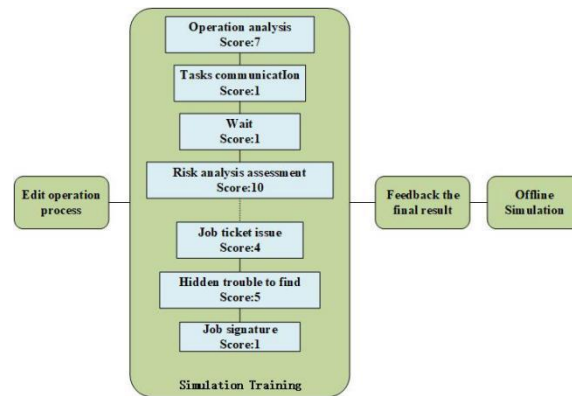 Operation analysis
Score:7
Tasks communicatIon
Score:1
Wait
Score:1
Risk analysis assessment
Score:10
Edit operation
process
Feedback the
final result
Offline
Simulation
Job ticket issue
Score:4
Hidden trouble to find
Score:5
Job signature
Score:1
Simulation Training